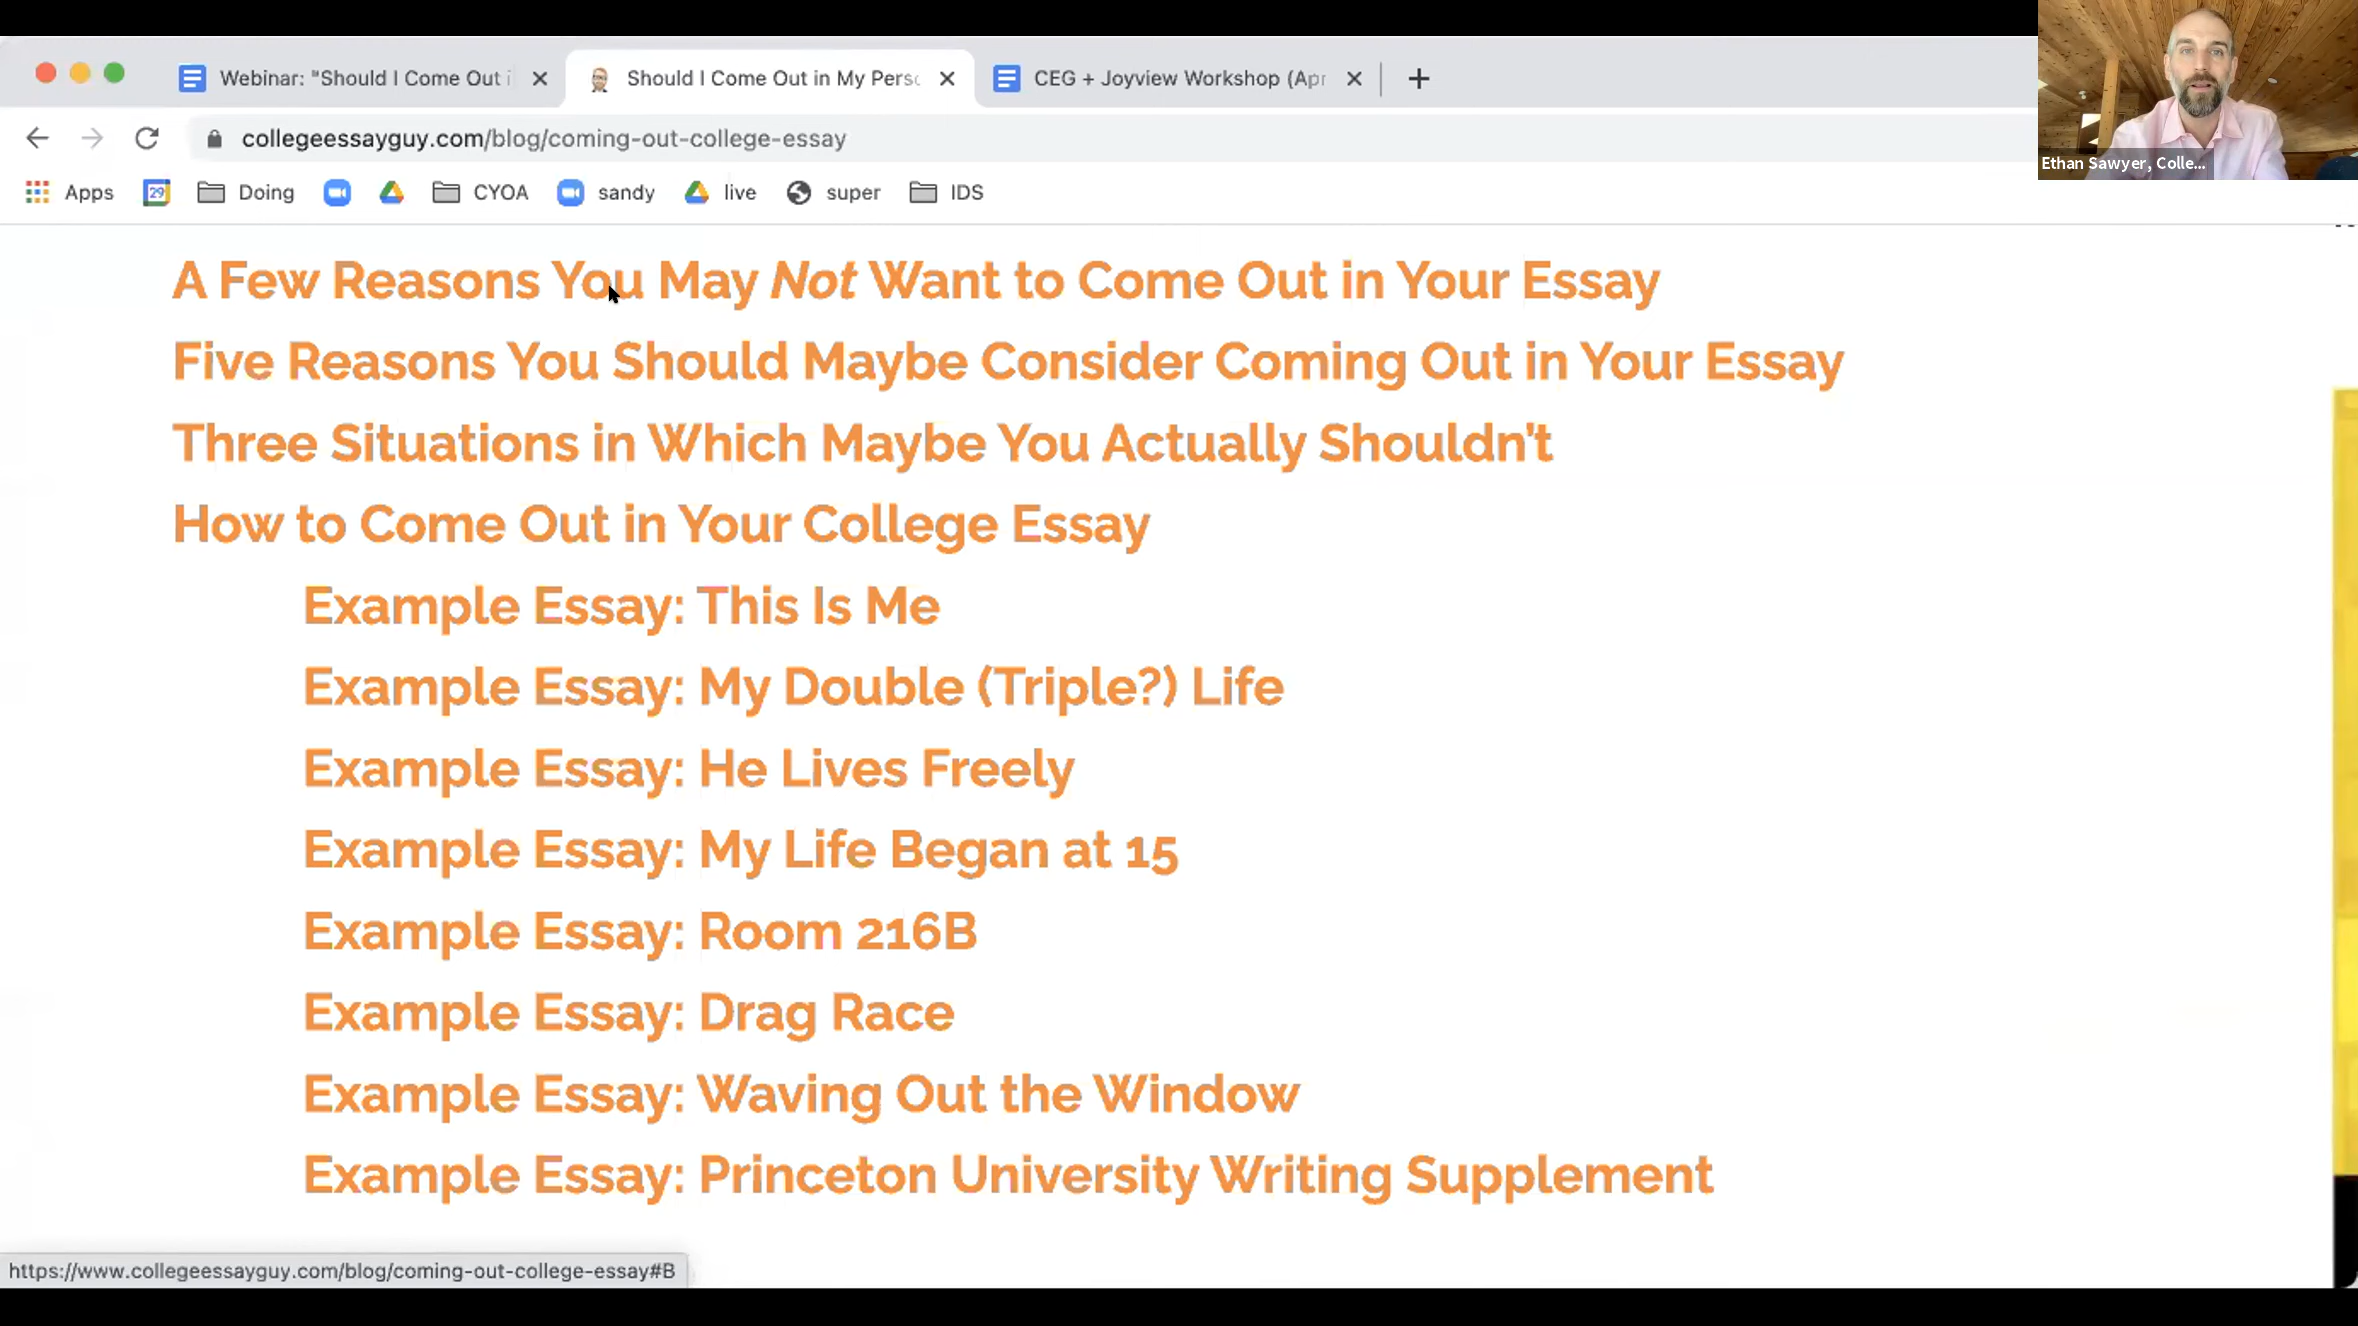 Webinar: "Should I Come Out i
Should I Come Out in My Perso
CEG + Joyview Workshop (Apr
collegeessayguy.com/blog/coming-out-college-essay
Apps 29 Doing CYOA sandy live super IDS
Ethan Sawyer, Colle...
A Few Reasons You May Not Want to Come Out in Your Essay
Five Reasons You Should Maybe Consider Coming Out in Your Essay
Three Situations in Which Maybe You Actually Shouldn't
How to Come Out in Your College Essay
Example Essay: This Is Me
Example Essay: My Double (Triple?) Life
Example Essay: He Lives Freely
Example Essay: My Life Began at 15
Example Essay: Room 216B
Example Essay: Drag Race
Example Essay: Waving Out the Window
Example Essay: Princeton University Writing Supplement
https://www.collegeessayguy.com/blog/coming-out-college-essay#B